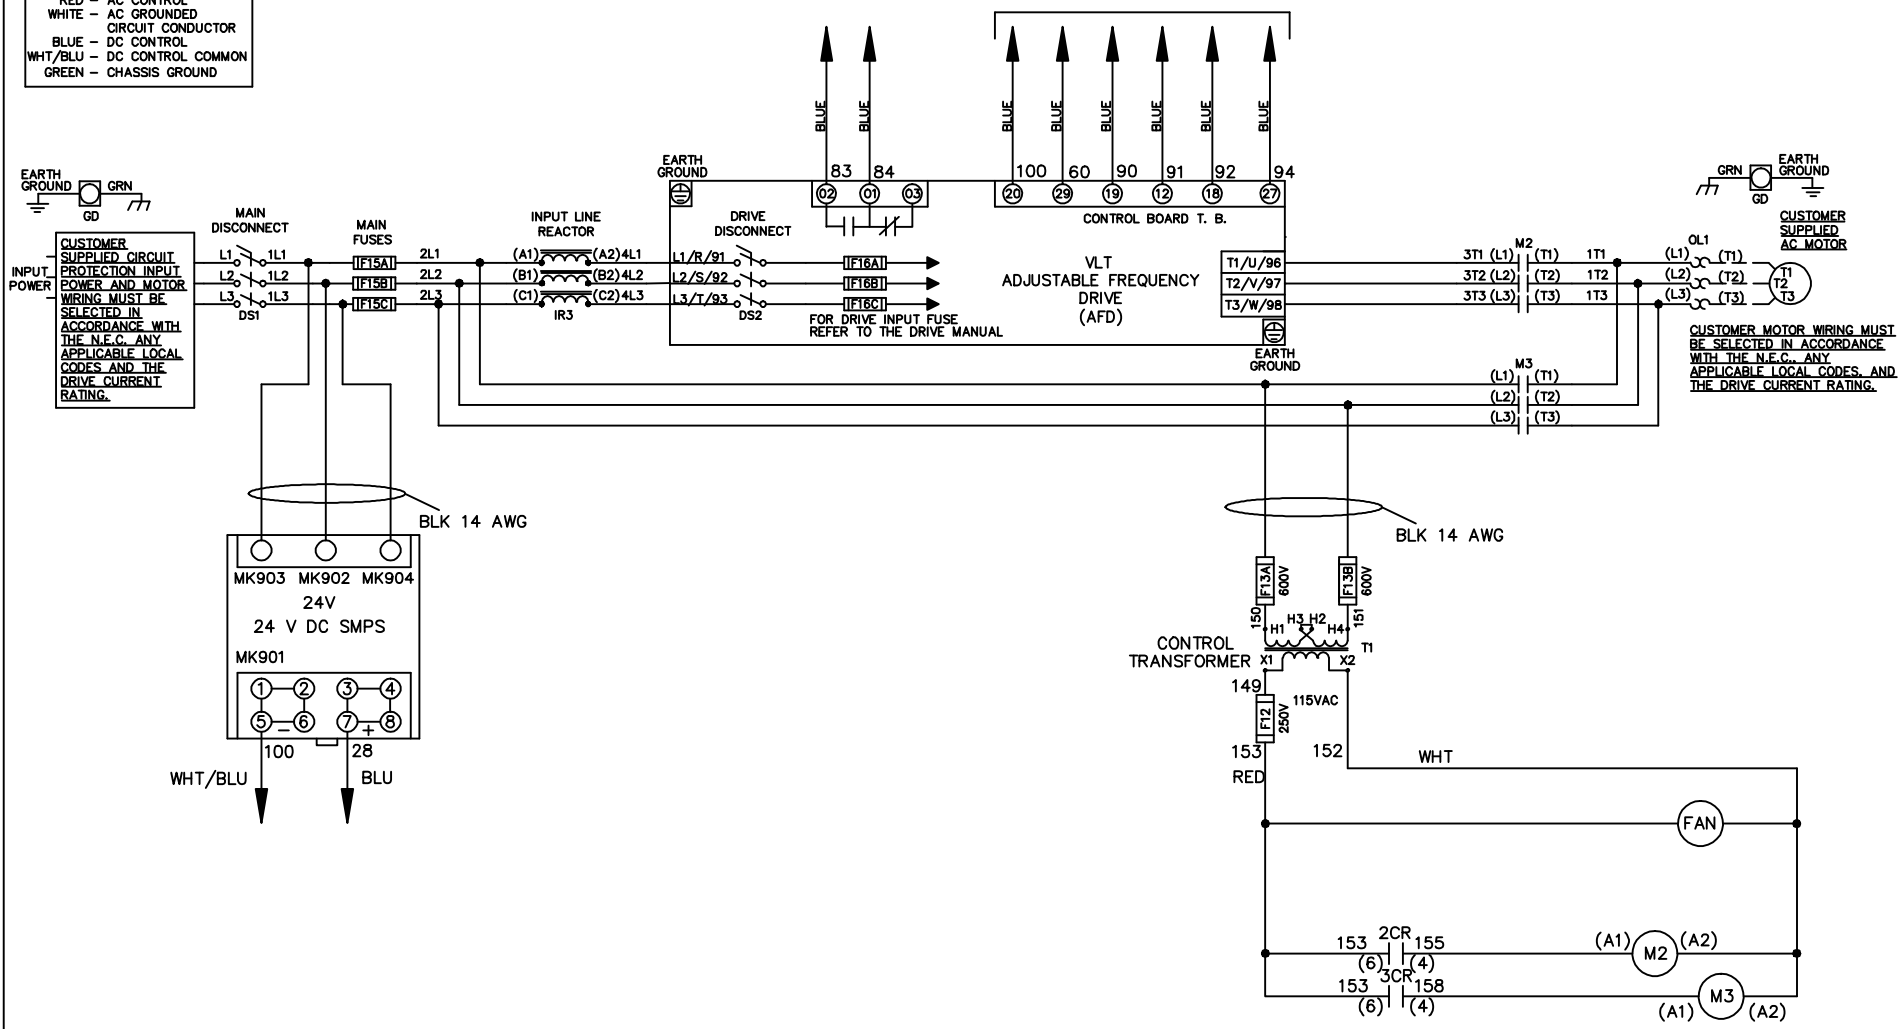 RED - AC CONTROL
WHITE - AC GROUNDED
CIRCUIT CONDUCTOR
BLUE - DC CONTROL
WHT/BLU - DC CONTROL COMMON
GREEN - CHASSIS GROUND
EARTH
GROUND
GRN
GD
INPUT
POWER
CUSTOMER
SUPPLIED CIRCUIT
PROTECTION INPUT
POWER AND MOTOR
WIRING MUST BE
SELECTED IN
ACCORDANCE WITH
THE N.E.C. ANY
APPLICABLE LOCAL
CODES AND THE
DRIVE CURRENT
RATING.
MAIN
DISCONNECT
L1 1L1
L2 1L2
L3 1L3
DS1
MAIN
FUSES
F15A
F15B
F15C
2L1
2L2
2L3
INPUT LINE
REACTOR
(A1) (A2) 4L1
(B1) (B2) 4L2
(C1) (C2) 4L3
IR3
EARTH
GROUND
L1/R/91
L2/S/92
L3/T/93
DRIVE
DISCONNECT
DS2
BLUE BLUE
83 84
02 01 03
F16A
F16B
F16C
FOR DRIVE INPUT FUSE
REFER TO THE DRIVE MANUAL
BLUE BLUE BLUE BLUE BLUE BLUE
100 60 90 91 92 94
20 29 19 12 18 27
CONTROL BOARD T. B.
VLT
ADJUSTABLE FREQUENCY
DRIVE
(AFD)
T1/U/96
T2/V/97
T3/W/98
EARTH
GROUND
M2
3T1 (L1) (T1) 1T1
3T2 (L2) (T2) 1T2
3T3 (L3) (T3) 1T3
M3
(L1) (T1)
(L2) (T2)
(L3) (T3)
OL1
(L1) (T1)
(L2) (T2)
(L3) (T3)
T1
T2
T3
GRN
EARTH
GROUND
GD
CUSTOMER
SUPPLIED
AC MOTOR
CUSTOMER MOTOR WIRING MUST
BE SELECTED IN ACCORDANCE
WITH THE N.E.C., ANY
APPLICABLE LOCAL CODES, AND
THE DRIVE CURRENT RATING.
BLK 14 AWG
MK903 MK902 MK904
24V
24 V DC SMPS
MK901
1 2 3 4
5 6 7 8
- +
100 28
WHT/BLU BLU
BLK 14 AWG
F13A 600V
F13B 600V
150 151
H1 H3 H2 H4
T1
CONTROL
TRANSFORMER
X1 X2
149
115VAC
F12 250V
153 152
RED
WHT
FAN
2CR
153 155
(6) (4)
(A1) M2 (A2)
3CR
153 158
(6) (4)
(A1) M3 (A2)